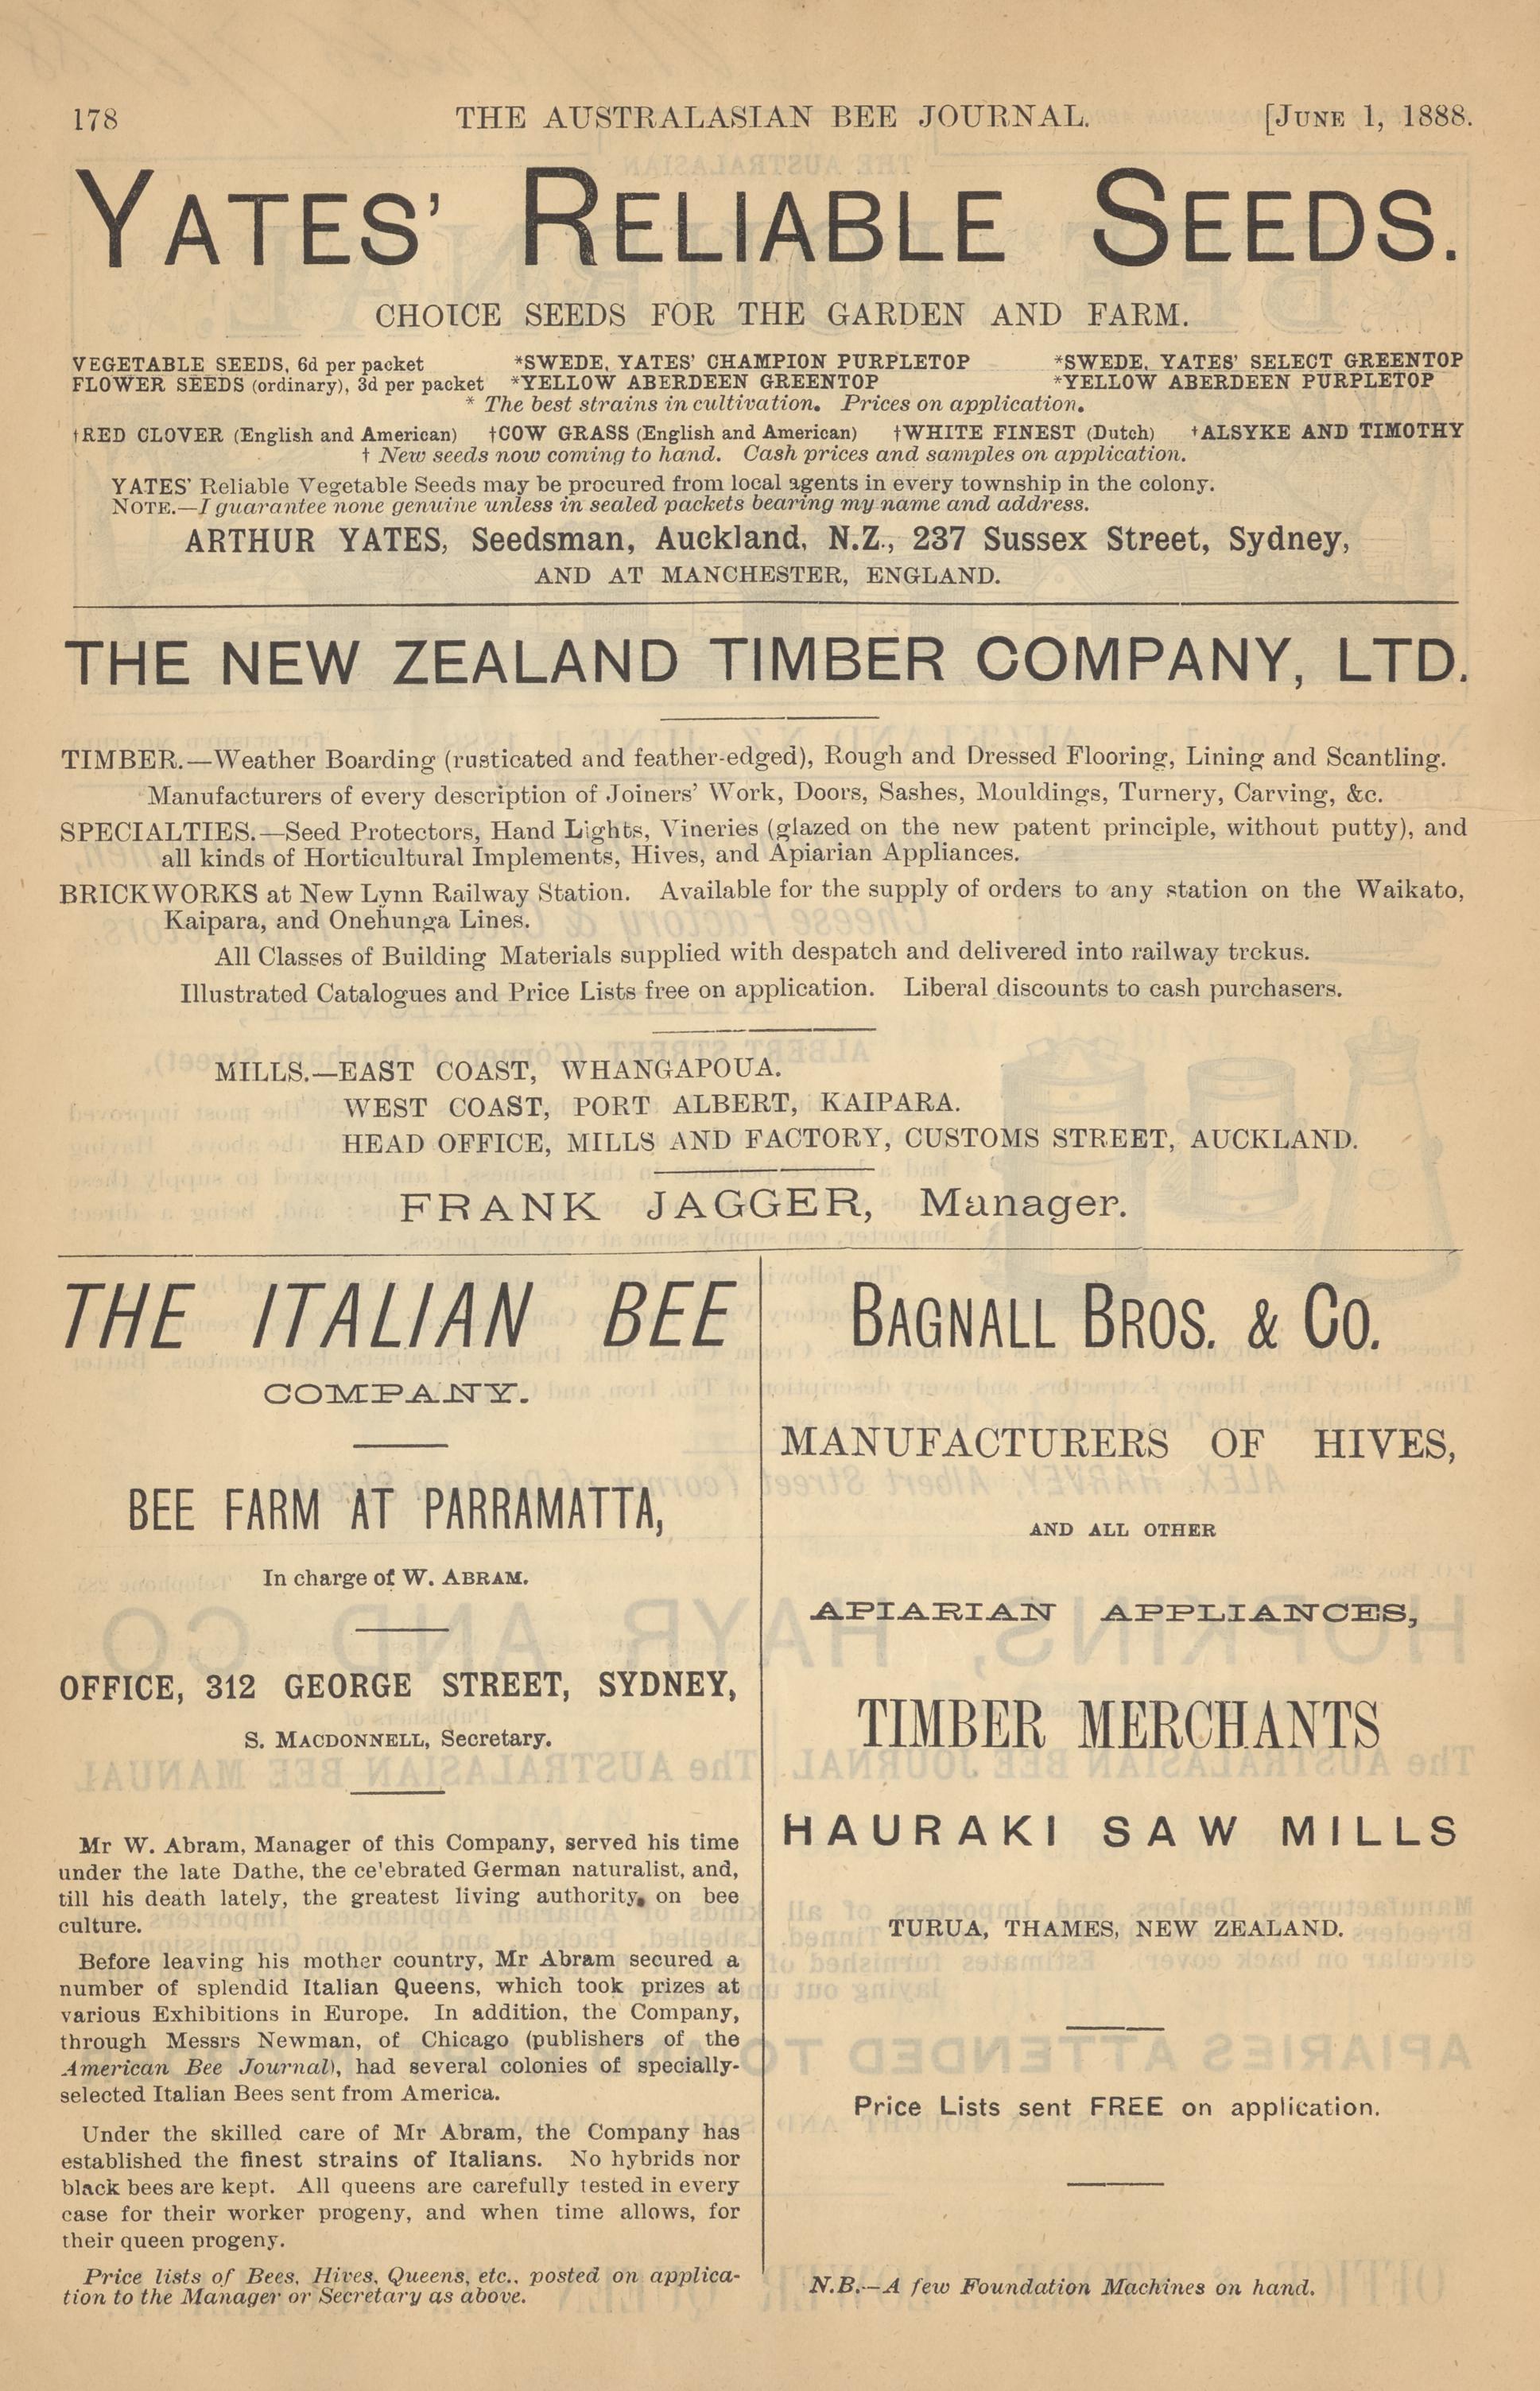 178 THE AUSTRALASIAN BEE JOURNAL. [JUNE 1, 1888.
YATES' RELIABLE SEEDS.
CHOICE SEEDS FOR THE GARDEN AND FARM.
VEGETABLE SEEDS, 6d per packet *SWEDE, YATES' CHAMPION PURPLETOP *SWEDE, YATES' SELECT GREENTOP
FLOWER SEEDS (ordinary), 3d per packet *YELLOW ABERDEEN GREENTOP *YELLOW ABERDEEN PURPLETOP
* The best strains in cultivation. Prices on application.
†RED CLOVER (English and American) †COW GRASS (English and American) †WHITE FINEST (Dutch) †ALSYKE AND TIMOTHY
† New seeds now coming to hand. Cash prices and samples on application.
YATES' Reliable Vegetable Seeds may be procured from local agents in every township in the colony.
NOTE.—I guarantee none genuine unless in sealed packets bearing my name and address.
ARTHUR YATES, Seedsman, Auckland, N.Z., 237 Sussex Street, Sydney,
AND AT MANCHESTER, ENGLAND.
THE NEW ZEALAND TIMBER COMPANY, LTD.
TIMBER.—Weather Boarding (rusticated and feather-edged), Rough and Dressed Flooring, Lining and Scantling.
Manufacturers of every description of Joiners' Work, Doors, Sashes, Mouldings, Turnery, Carving, &c.
SPECIALTIES.—Seed Protectors, Hand Lights, Vineries (glazed on the new patent principle, without putty), and
all kinds of Horticultural Implements, Hives, and Apiarian Appliances.
BRICKWORKS at New Lynn Railway Station. Available for the supply of orders to any station on the Waikato,
Kaipara, and Onehunga Lines.
All Classes of Building Materials supplied with despatch and delivered into railway trckus.
Illustrated Catalogues and Price Lists free on application. Liberal discounts to cash purchasers.
MILLS.—EAST COAST, WHANGAPOUA.
WEST COAST, PORT ALBERT, KAIPARA.
HEAD OFFICE, MILLS AND FACTORY, CUSTOMS STREET, AUCKLAND.
FRANK JAGGER, Manager.
THE ITALIAN BEE
COMPANY.
BEE FARM AT PARRAMATTA,
In charge of W. ABRAM.
OFFICE, 312 GEORGE STREET, SYDNEY,
S. MACDONNELL, Secretary.
Mr W. Abram, Manager of this Company, served his time
under the late Dathe, the ce'ebrated German naturalist, and,
till his death lately, the greatest living authority, on bee
culture.
Before leaving his mother country, Mr Abram secured a
number of splendid Italian Queens, which took prizes at
various Exhibitions in Europe. In addition, the Company,
through Messrs Newman, of Chicago (publishers of the
American Bee Journal), had several colonies of specially-
selected Italian Bees sent from America.
Under the skilled care of Mr Abram, the Company has
established the finest strains of Italians. No hybrids nor
black bees are kept. All queens are carefully tested in every
case for their worker progeny, and when time allows, for
their queen progeny.
Price lists of Bees, Hives, Queens, etc., posted on applica-
tion to the Manager or Secretary as above.
BAGNALL BROS. & CO.
MANUFACTURERS OF HIVES,
AND ALL OTHER
APIARIAN APPLIANCES,
TIMBER MERCHANTS
HAURAKI SAW MILLS
TURUA, THAMES, NEW ZEALAND.
Price Lists sent FREE on application.
N.B.—A few Foundation Machines on hand.